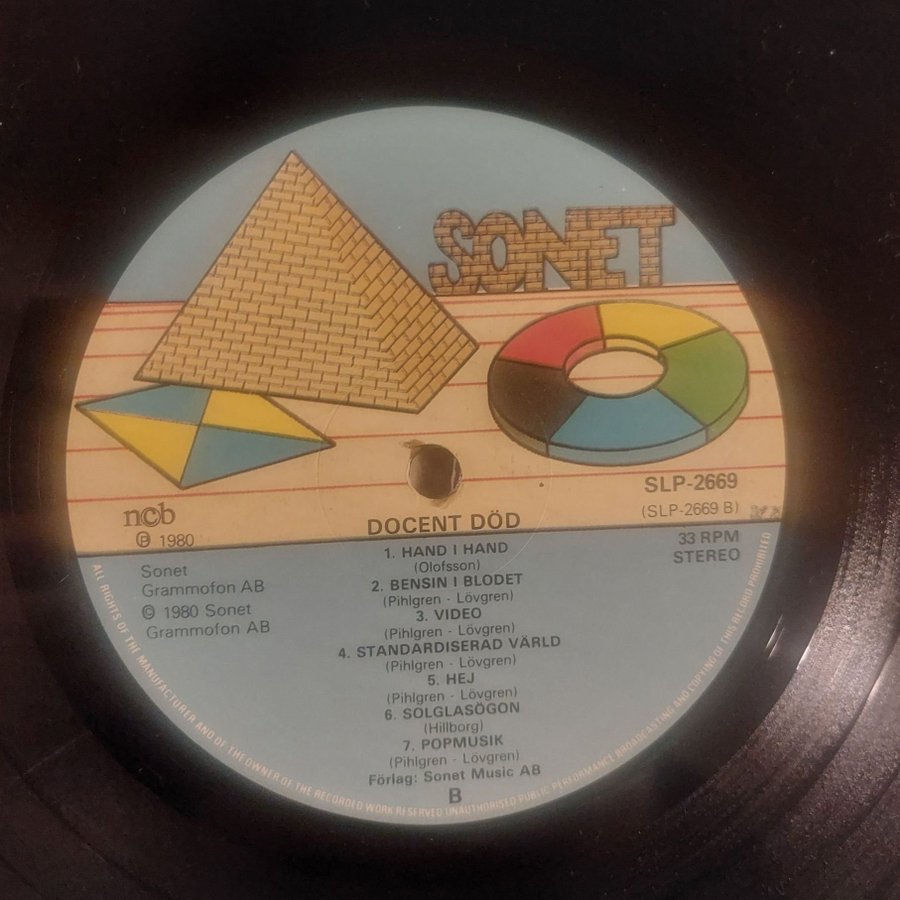 SONET
SLP-2669
(SLP-2669 B)
33 RPM
STEREO
ncb
Ⓟ 1980
Sonet
Grammofon AB
© 1980 Sonet
Grammofon AB
DOCENT DÖD
1. HAND I HAND
(Olofsson)
2. BENSIN I BLODET
(Pihlgren - Lövgren)
3. VIDEO
(Pihlgren - Lövgren)
4. STANDARDISERAD VÄRLD
(Pihlgren - Lövgren)
5. HEJ
(Pihlgren - Lövgren)
6. SOLGLASÖGON
(Hillborg)
7. POPMUSIK
(Pihlgren - Lövgren)
Förlag: Sonet Music AB
B
ALL RIGHTS OF THE MANUFACTURER AND OF THE OWNER OF THE RECORDED WORK RESERVED UNAUTHORISED PUBLIC PERFORMANCE BROADCASTING AND COPYING OF THIS RECORD PROHIBITED